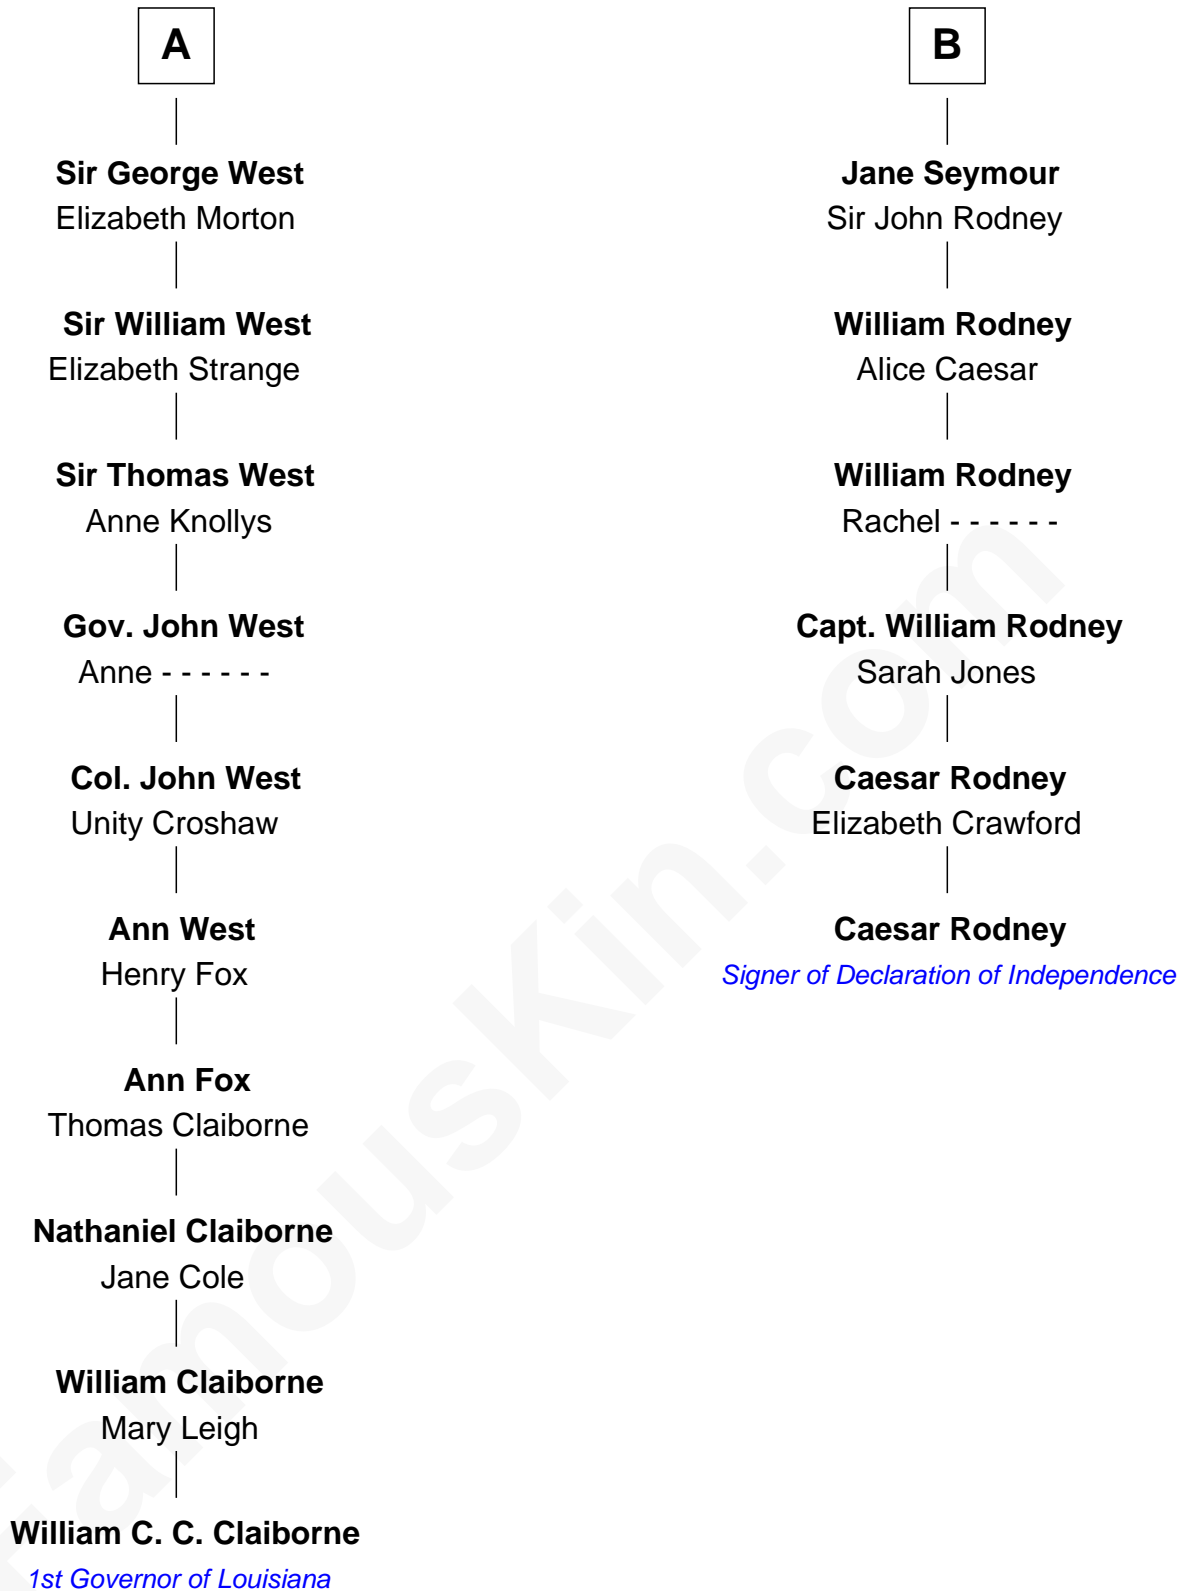 A
Sir George West
Elizabeth Morton
Sir William West
Elizabeth Strange
Sir Thomas West
Anne Knollys
Gov. John West
Anne - - - - - -
Col. John West
Unity Croshaw
Ann West
Henry Fox
Ann Fox
Thomas Claiborne
Nathaniel Claiborne
Jane Cole
William Claiborne
Mary Leigh
William C. C. Claiborne
1st Governor of Louisiana
B
Jane Seymour
Sir John Rodney
William Rodney
Alice Caesar
William Rodney
Rachel - - - - - -
Capt. William Rodney
Sarah Jones
Caesar Rodney
Elizabeth Crawford
Caesar Rodney
Signer of Declaration of Independence
FamousKin.com